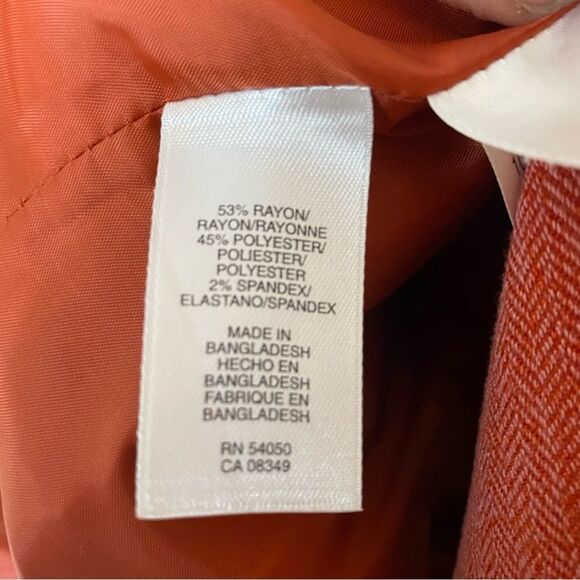 53% RAYON/
RAYON/RAYONNE
45% POLYESTER/
POLIESTER/
POLYESTER
2% SPANDEX/
ELASTANO/SPANDEX
MADE IN
BANGLADESH
HECHO EN
BANGLADESH
FABRIQUE EN
BANGLADESH
RN 54050
CA 08349